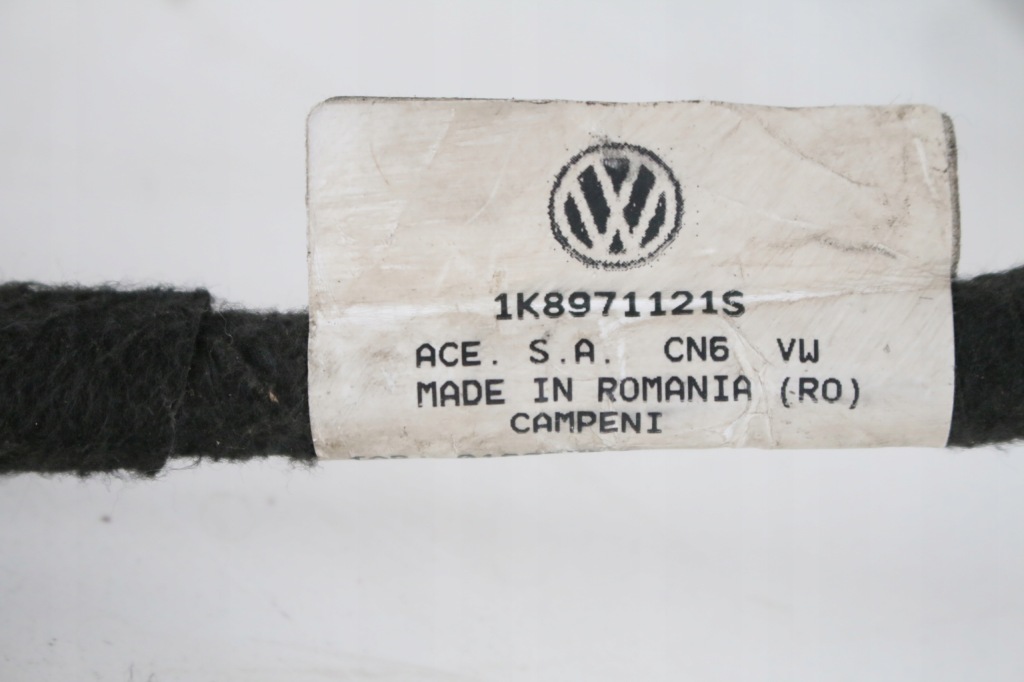 1K8971121S
ACE. S.A. CN6 VW
MADE IN ROMANIA (RO)
CAMPENI